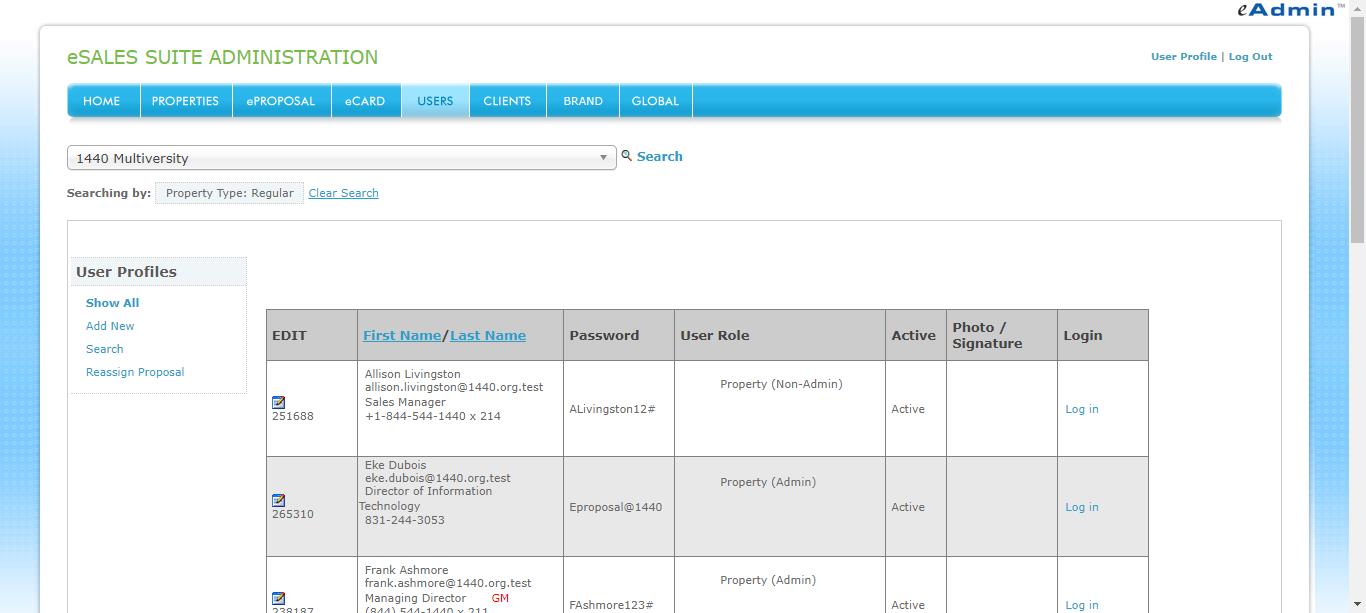 eAdmin™
eSALES SUITE ADMINISTRATION
User Profile | Log Out
HOME PROPERTIES ePROPOSAL eCARD USERS CLIENTS BRAND GLOBAL
1440 Multiversity
Search
Searching by: Property Type: Regular Clear Search
User Profiles
Show All
Add New
Search
Reassign Proposal
EDIT First Name/Last Name Password User Role Active Photo / Signature Login
Allison Livingston
allison.livingston@1440.org.test
Sales Manager
+1-844-544-1440 x 214
251688
ALivingston12#
Property (Non-Admin)
Active
Log in
Eke Dubois
eke.dubois@1440.org.test
Director of Information
Technology
831-244-3053
265310
Eproposal@1440
Property (Admin)
Active
Log in
Frank Ashmore
frank.ashmore@1440.org.test
Managing Director GM
(844) 544-1440 x 211
238187
FAshmore123#
Property (Admin)
Active
Log in